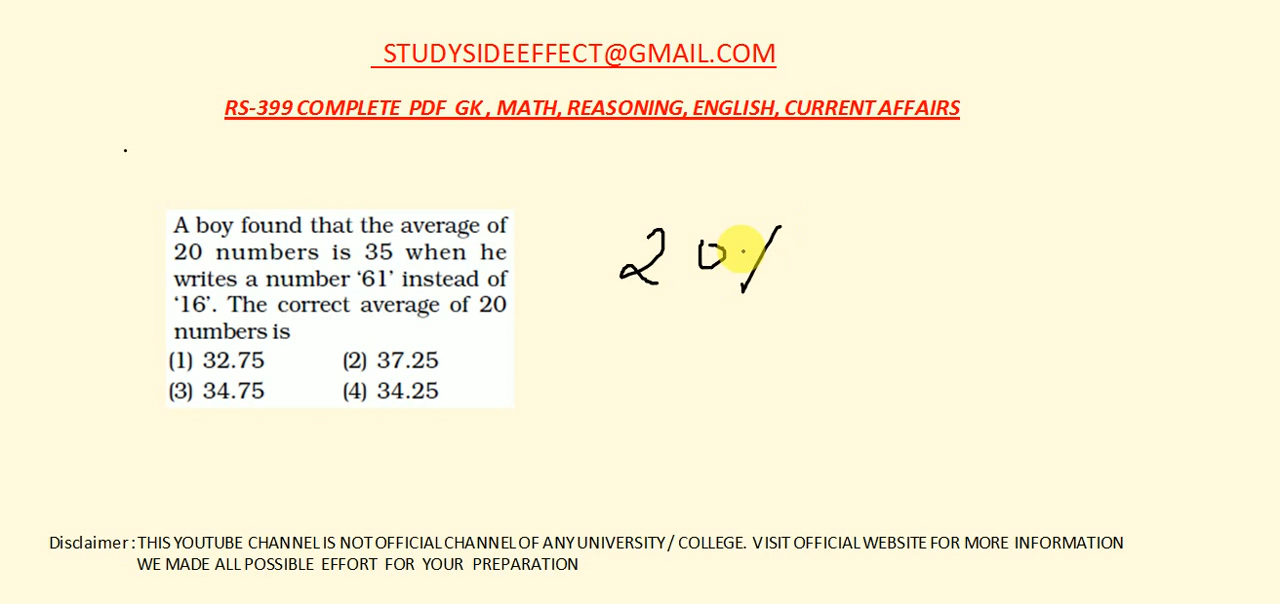 STUDYSIDEEFFECT@GMAIL.COM
RS-399 COMPLETE PDF GK , MATH, REASONING, ENGLISH, CURRENT AFFAIRS
.
A boy found that the average of
20 numbers is 35 when he
writes a number ‘61’ instead of
‘16’. The correct average of 20
numbers is
(1) 32.75 (2) 37.25
(3) 34.75 (4) 34.25
20
Disclaimer : THIS YOUTUBE CHANNEL IS NOT OFFICIAL CHANNEL OF ANY UNIVERSITY / COLLEGE. VISIT OFFICIAL WEBSITE FOR MORE INFORMATION
WE MADE ALL POSSIBLE EFFORT FOR YOUR PREPARATION